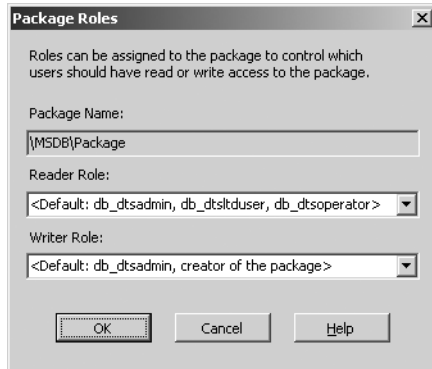 Package Roles
Roles can be assigned to the package to control which
users should have read or write access to the package.
Package Name:
\MSDB\Package
Reader Role:
<Default: db_dtsadmin, db_dtsltduser, db_dtsoperator>
Writer Role:
<Default: db_dtsadmin, creator of the package>
OK Cancel Help